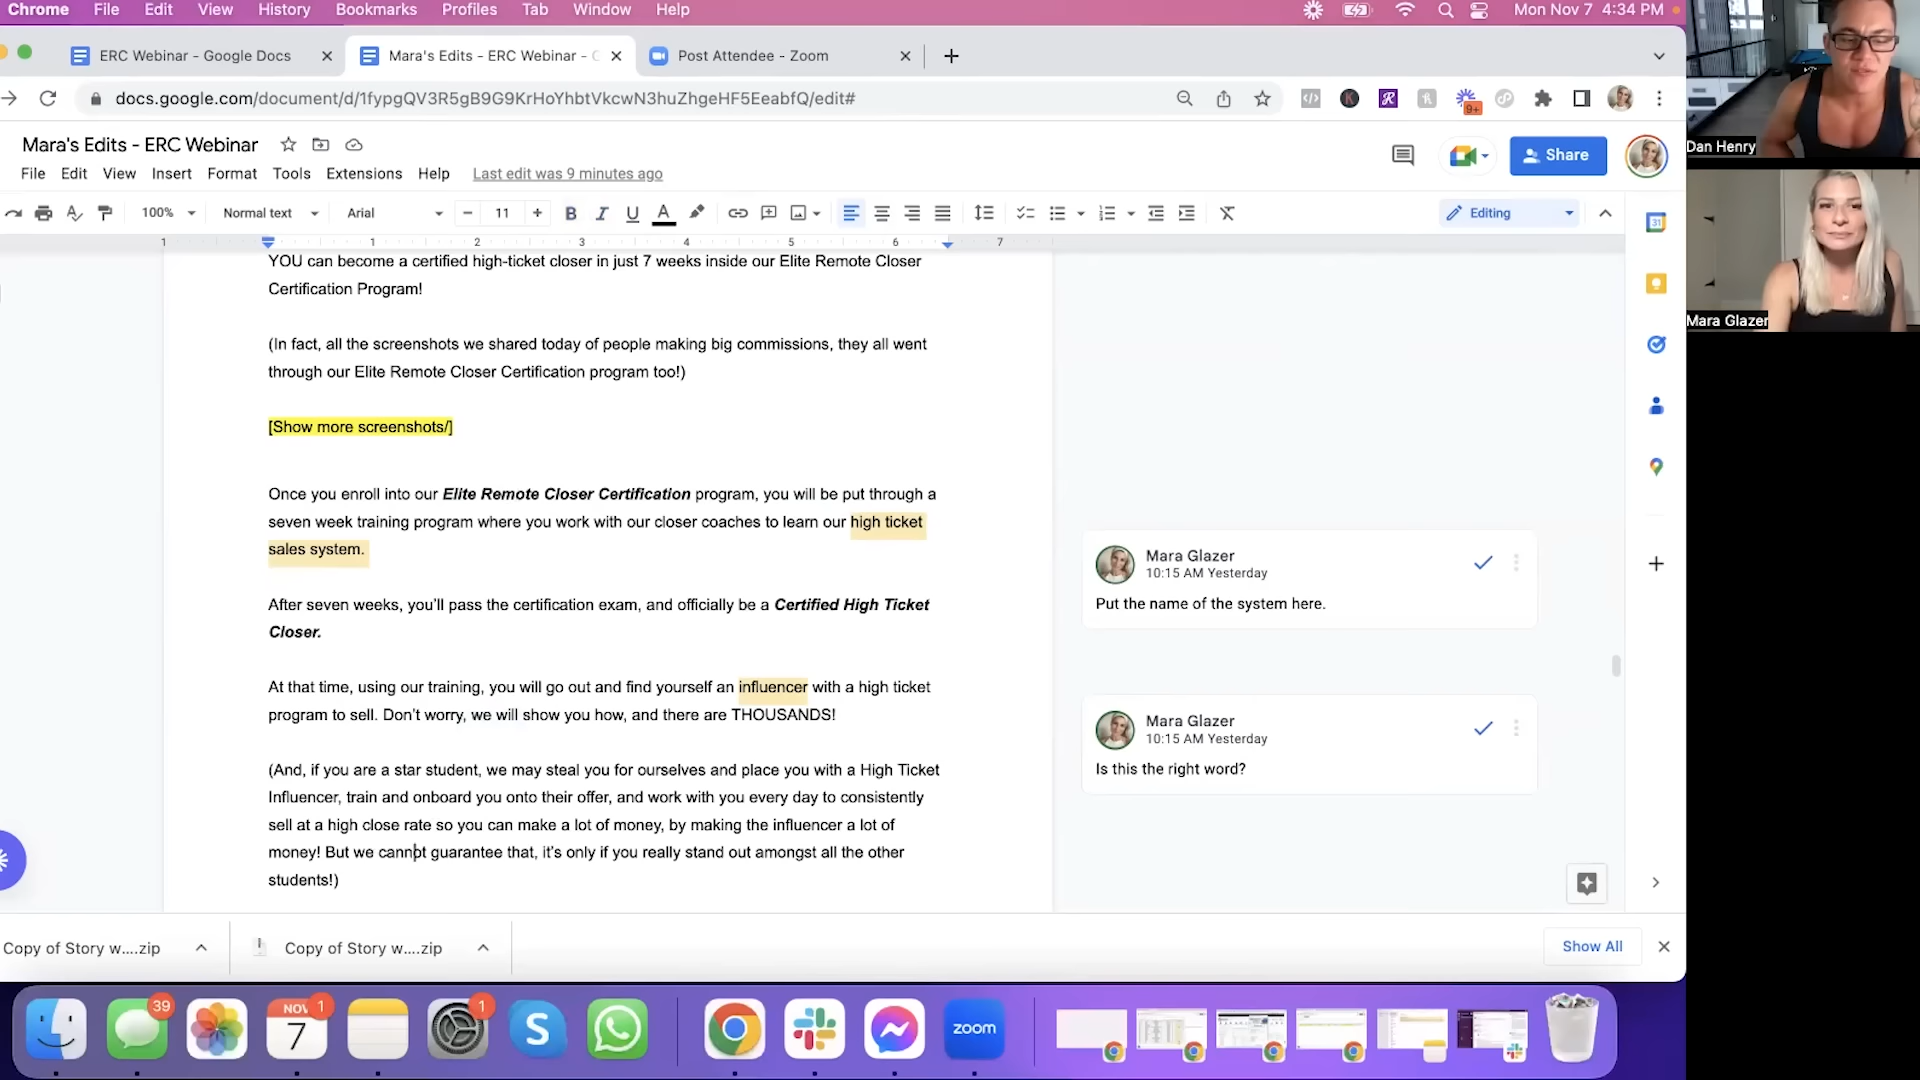 Chrome File Edit View History Bookmarks Profiles Tab Window Help Mon Nov 7 4:34 PM
ERC Webinar - Google Docs
Mara's Edits - ERC Webinar -
Post Attendee - Zoom
docs.google.com/document/d/1fypgQV3R5gB9G9KrHoYhbtVkcwN3huZhgeHF5EeabfQ/edit#
9+
Mara's Edits - ERC Webinar
Share
File Edit View Insert Format Tools Extensions Help Last edit was 9 minutes ago
100% Normal text Arial 11 B I U A Editing
31
1 1 2 3 4 5 6 7
YOU can become a certified high-ticket closer in just 7 weeks inside our Elite Remote Closer
Certification Program!
(In fact, all the screenshots we shared today of people making big commissions, they all went
through our Elite Remote Closer Certification program too!)
[Show more screenshots/]
Once you enroll into our Elite Remote Closer Certification program, you will be put through a
seven week training program where you work with our closer coaches to learn our high ticket
sales system.
After seven weeks, you'll pass the certification exam, and officially be a Certified High Ticket
Closer.
At that time, using our training, you will go out and find yourself an influencer with a high ticket
program to sell. Don't worry, we will show you how, and there are THOUSANDS!
(And, if you are a star student, we may steal you for ourselves and place you with a High Ticket
Influencer, train and onboard you onto their offer, and work with you every day to consistently
sell at a high close rate so you can make a lot of money, by making the influencer a lot of
money! But we cannot guarantee that, it's only if you really stand out amongst all the other
students!)
Mara Glazer
10:15 AM Yesterday
Put the name of the system here.
Mara Glazer
10:15 AM Yesterday
Is this the right word?
Dan Henry
Mara Glazer
Copy of Story w....zip
Copy of Story w....zip
Show All
39
NOV 1
7
1
zoom